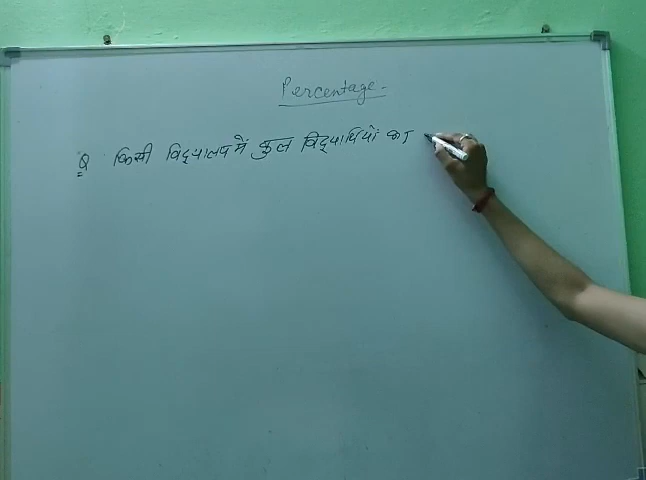 Percentage.
Q किसी विद्यालय में कुल विद्यार्थियों का